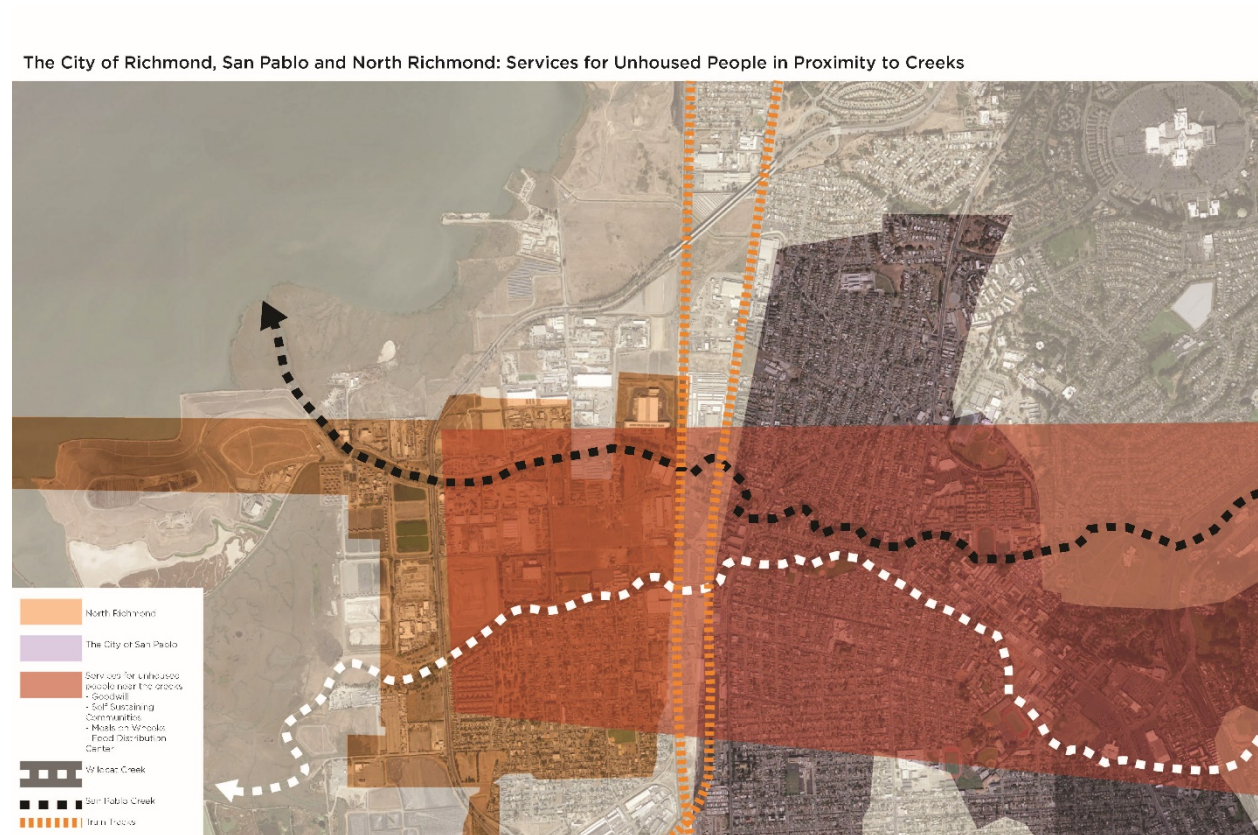 The City of Richmond, San Pablo and North Richmond: Services for Unhoused People in Proximity to Creeks
North Richmond
The City of San Pablo
Services for unhoused
people near the creeks
- Goodwill
- Self Sustaining
Communities
- Meals on Wheels
- Food Distribution
Center
Wildcat Creek
San Pablo Creek
Train Tracks